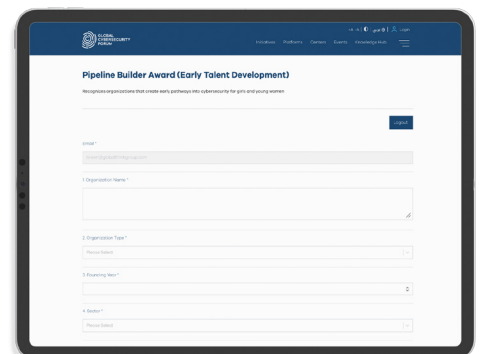 GLOBAL
CYBERSECURITY
FORUM
عربي
Login
Initiatives Platforms Centers Events Knowledge Hub
Pipeline Builder Award (Early Talent Development)
Recognizes organizations that create early pathways into cybersecurity for girls and young women
Logout
Email *
1 Organization Name *
2 Organization Type *
Please Select
3 Founding Year *
4 Sector *
Please Select